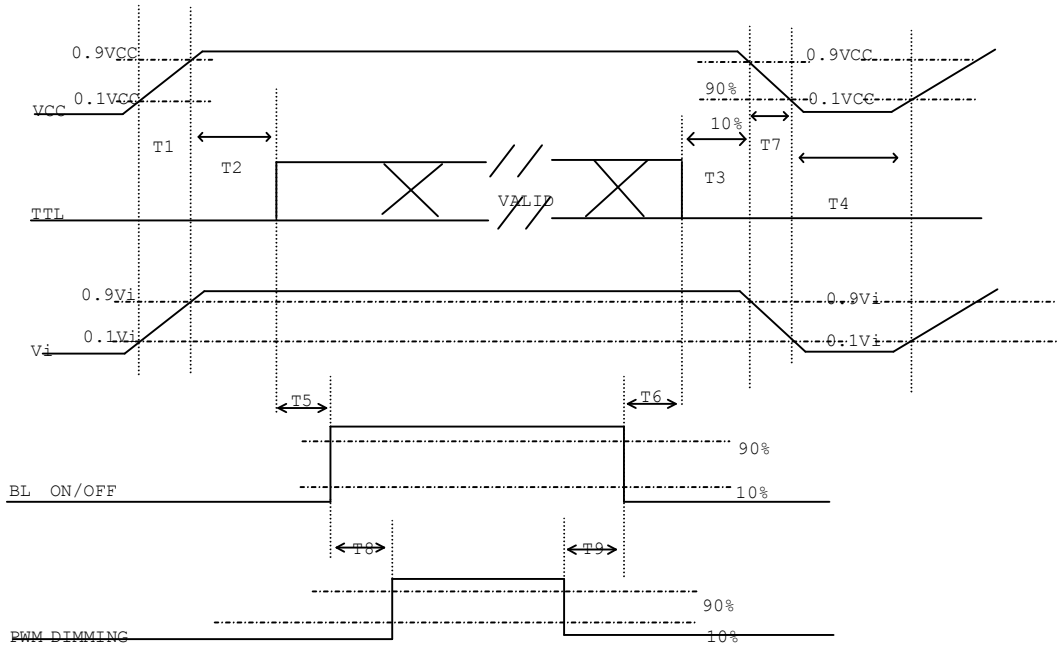 0.9VCC
0.9VCC
0.1VCC
90%
0.1VCC
VCC
10%
T1
T2
T3
T7
VALID
T4
TTL
0.9Vi
0.9Vi
0.1Vi
0.1Vi
Vi
T5
T6
90%
BL ON/OFF
10%
T8
T9
90%
PWM DIMMING
10%